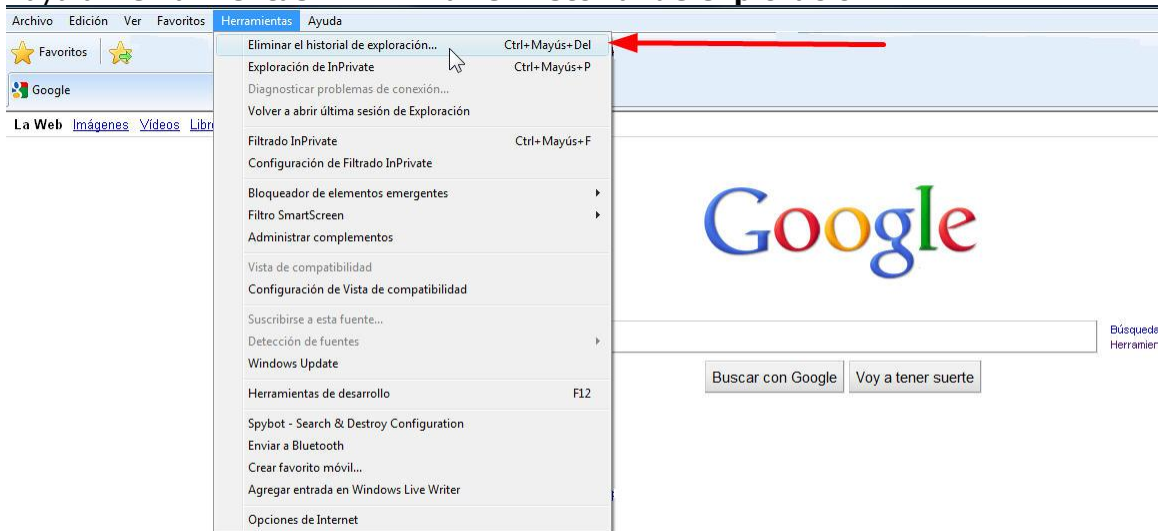 Archivo Edición Ver Favoritos Herramientas Ayuda
Favoritos
Google
La Web Imágenes Vídeos
Eliminar el historial de exploración... Ctrl+Mayús+Del
Exploración de InPrivate Ctrl+Mayús+P
Diagnosticar problemas de conexión...
Volver a abrir última sesión de Exploración
Filtrado InPrivate Ctrl+Mayús+F
Configuración de Filtrado InPrivate
Bloqueador de elementos emergentes
Filtro SmartScreen
Administrar complementos
Vista de compatibilidad
Configuración de Vista de compatibilidad
Suscribirse a esta fuente...
Detección de fuentes
Windows Update
Herramientas de desarrollo F12
Spybot - Search & Destroy Configuration
Enviar a Bluetooth
Crear favorito móvil...
Agregar entrada en Windows Live Writer
Opciones de Internet
Google
Búsqueda
Buscar con Google Voy a tener suerte